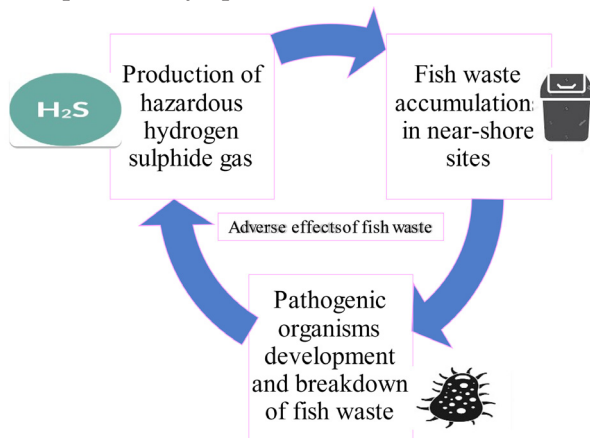 H₂S
Production of
hazardous
hydrogen
sulphide gas
Fish waste
accumulations
in near-shore
sites
Adverse effects of fish waste
Pathogenic
organisms
development
and breakdown
of fish waste